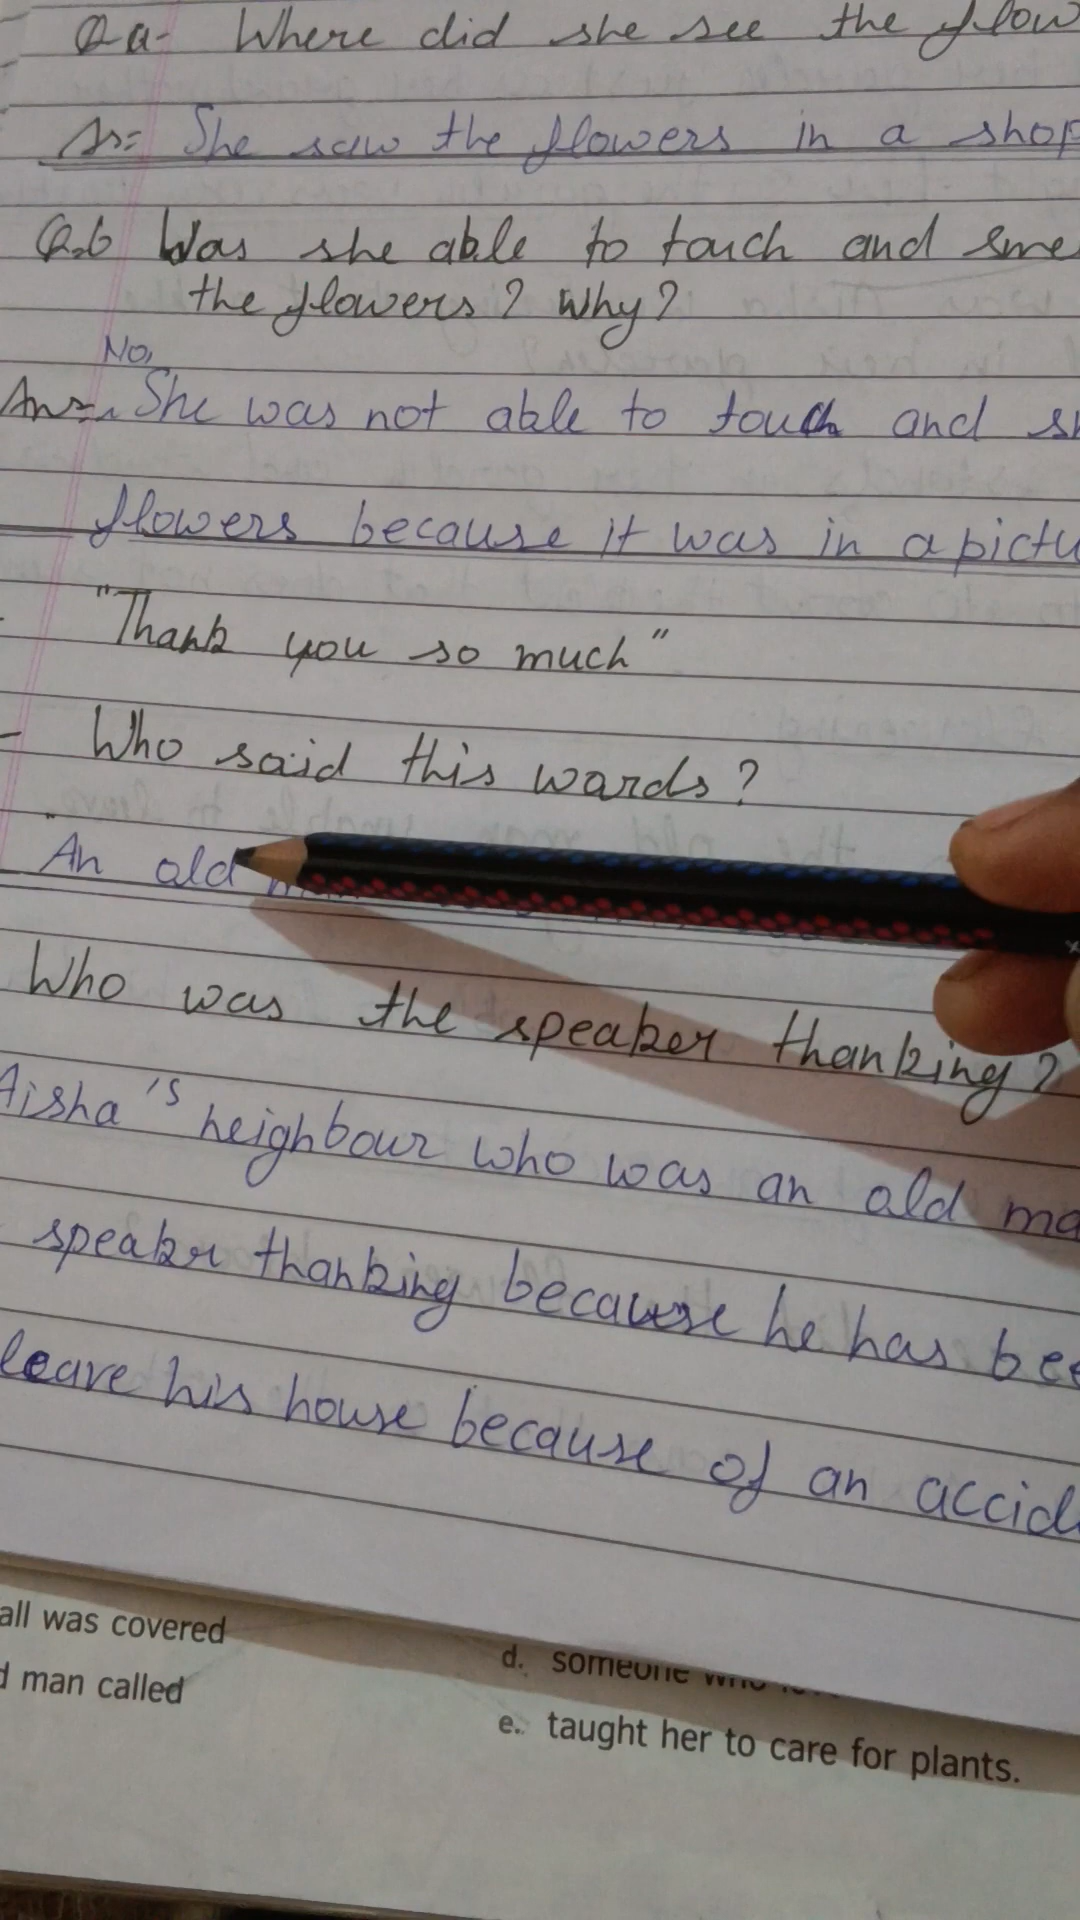 Q a- Where did she see the flow
Ans= She saw the flowers in a shop
Q.b Was she able to touch and sme
the flowers? Why?
No,
Ans= She was not able to touch and s
flowers because it was in a pictu
"Thank you so much"
- Who said this wards?
An old
Who was the speaker thanking?
Aisha's neighbour who was an old ma
speaker thanking because he has bee
leave his house because of an accid
all was covered
d man called
d. someone who
e. taught her to care for plants.